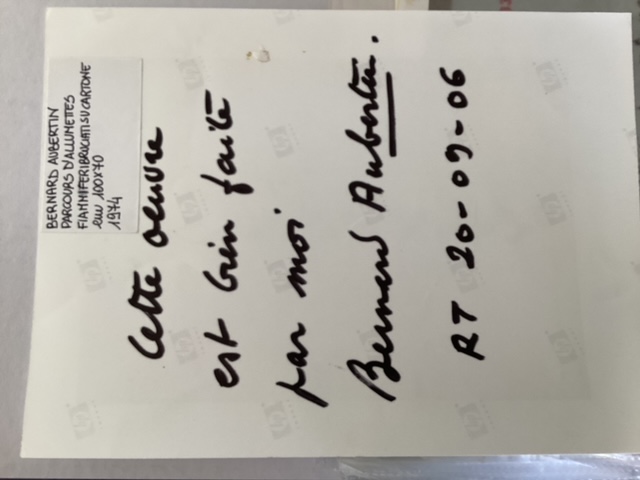 BERNARD AUBERTIN
PARCOURS D'ALLUMETTES
FIAMMIFERI BRUCIATI SU CARTONE
cm 100X70
1974
Cette oeuvre
est bien faite
par moi
Bernard Aubertin.
RT 20-09-06